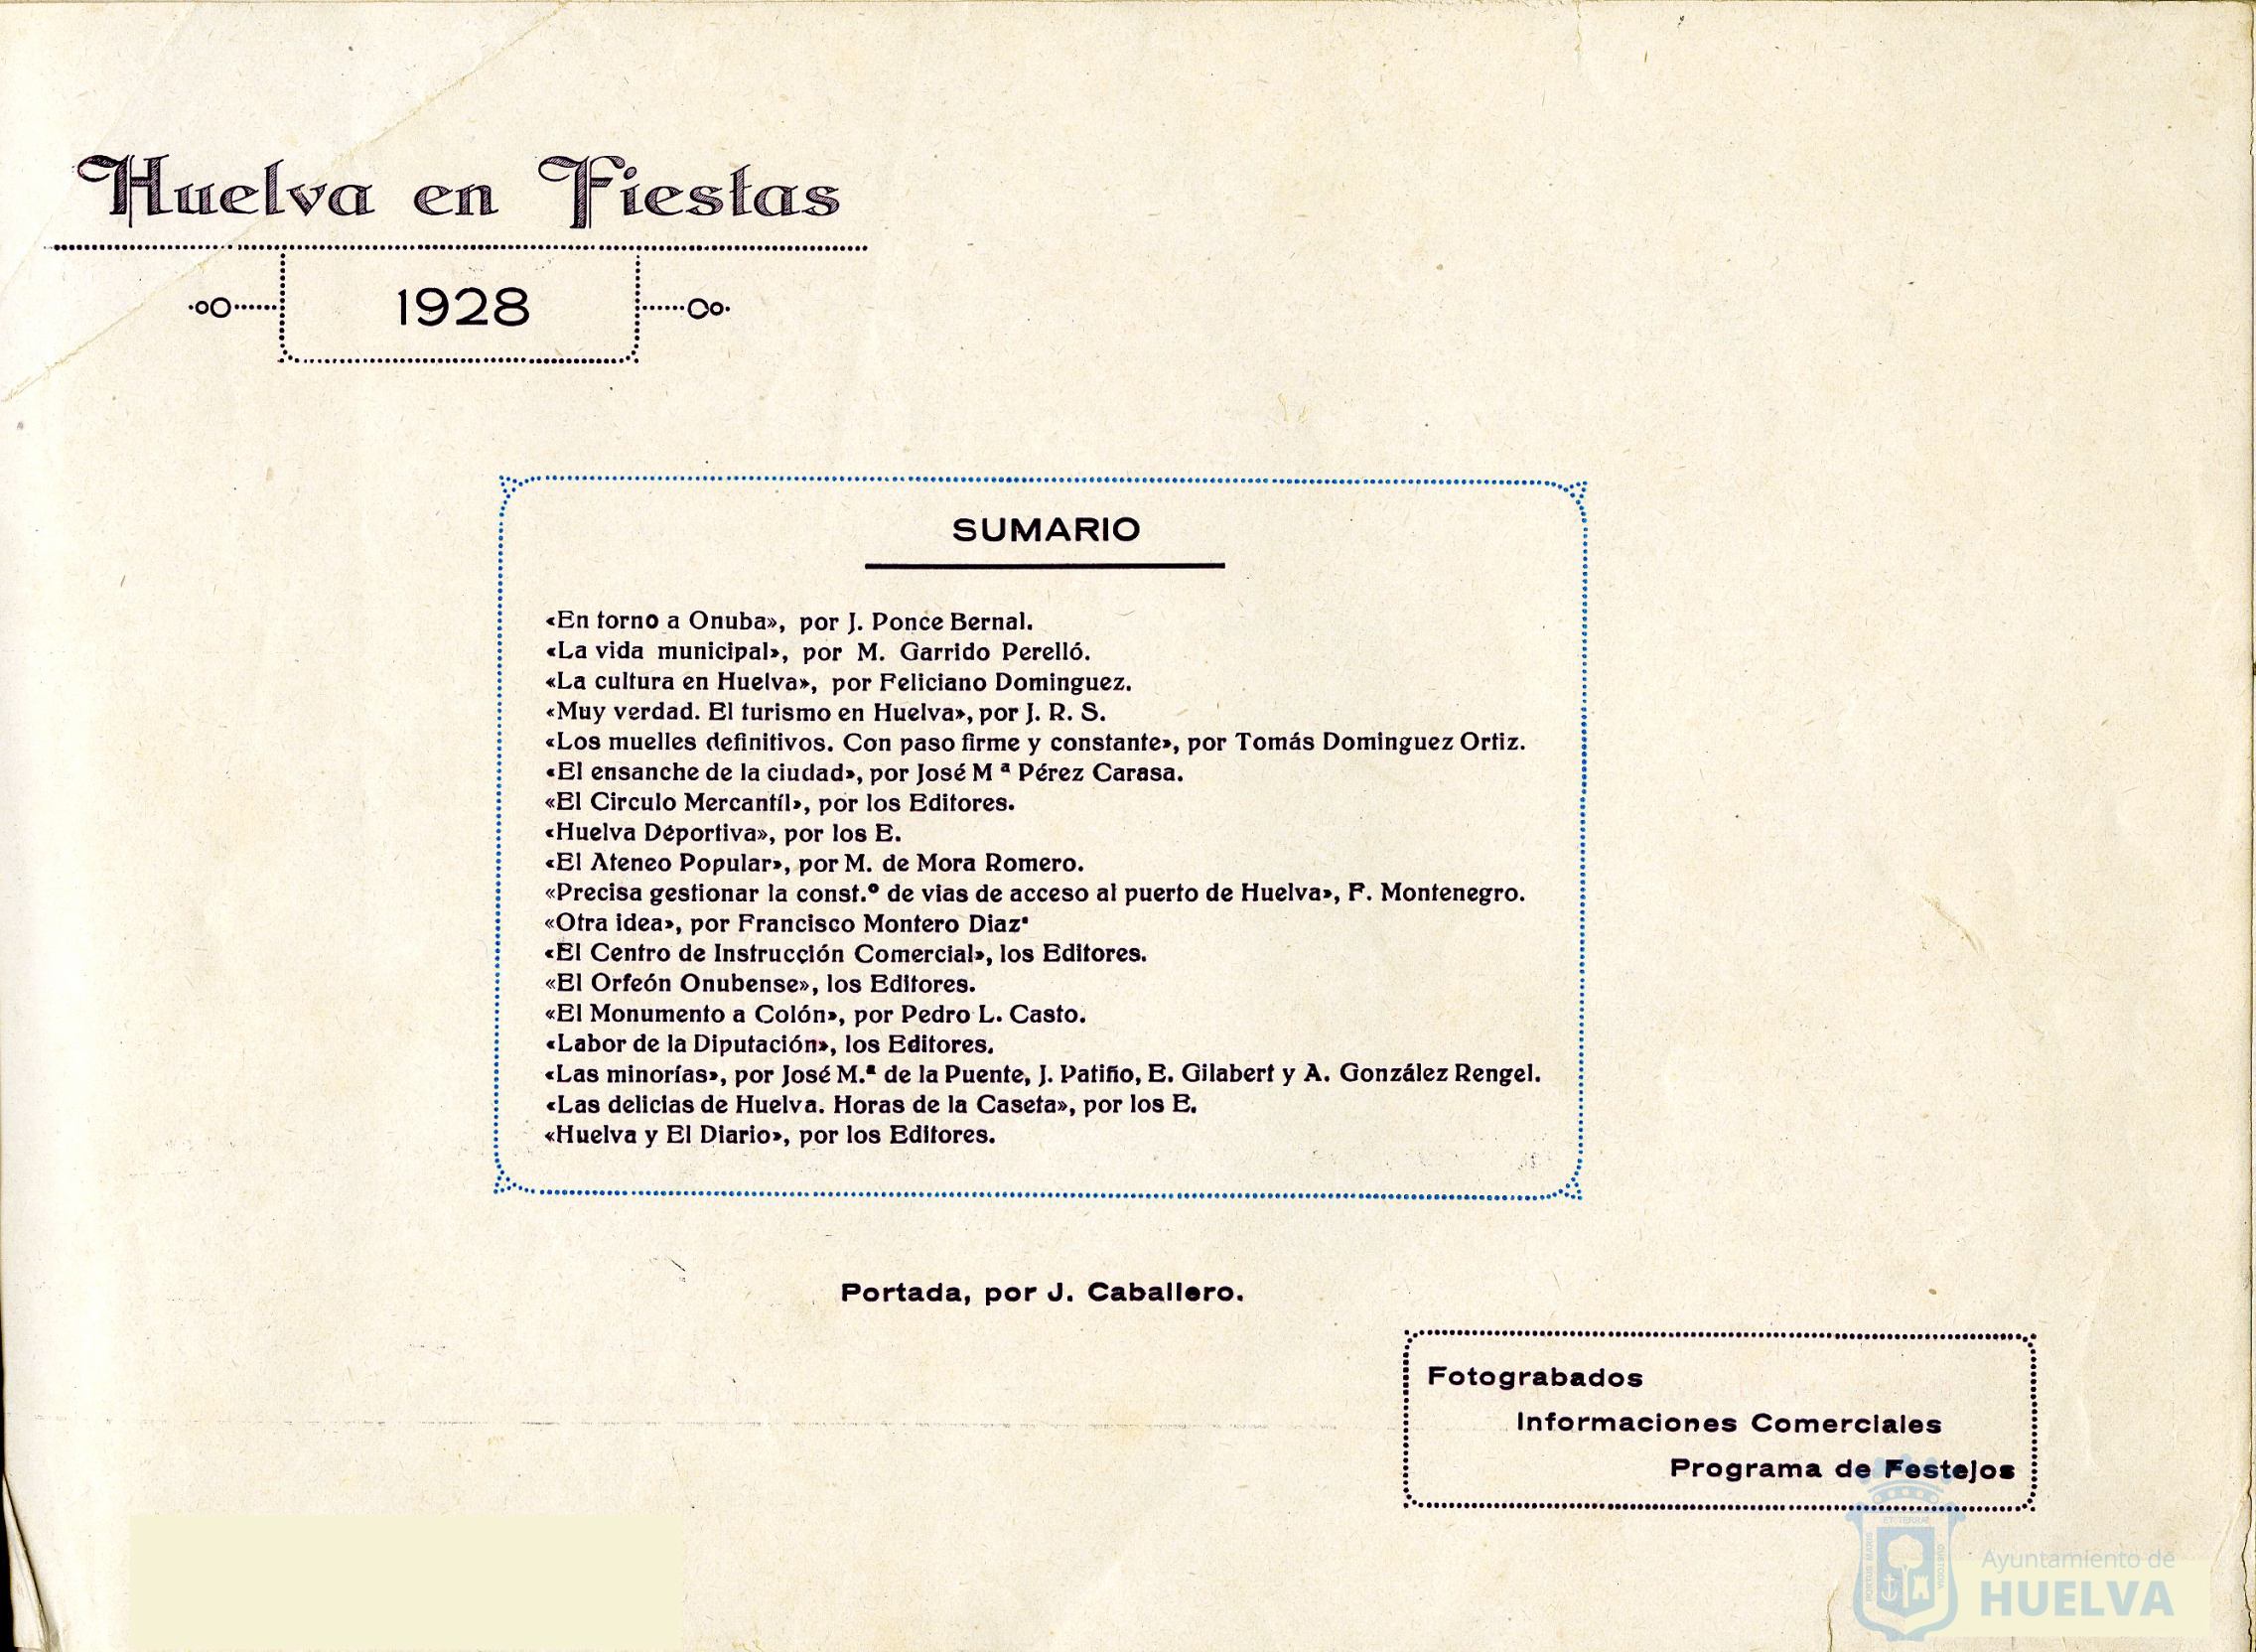 Huelva en Fiestas
1928
SUMARIO
«En torno a Onuba», por J. Ponce Bernal.
«La vida municipal», por M. Garrido Perelló.
«La cultura en Huelva», por Feliciano Dominguez.
«Muy verdad. El turismo en Huelva», por J. R. S.
«Los muelles definitivos. Con paso firme y constante», por Tomás Dominguez Ortiz.
«El ensanche de la ciudad», por José M ª Pérez Carasa.
«El Circulo Mercantíl», por los Editores.
«Huelva Déportiva», por los E.
«El Ateneo Popular», por M. de Mora Romero.
«Precisa gestionar la const.º de vias de acceso al puerto de Huelva», F. Montenegro.
«Otra idea», por Francisco Montero Diaz·
«El Centro de Instrucción Comercial», los Editores.
«El Orfeón Onubense», los Editores.
«El Monumento a Colón», por Pedro L. Casto.
«Labor de la Diputación», los Editores.
«Las minorías», por José M.ª de la Puente, J. Patiño, E. Gilabert y A. González Rengel.
«Las delicias de Huelva. Horas de la Caseta», por los E.
«Huelva y El Diario», por los Editores.
Portada, por J. Caballero.
Fotograbados
Informaciones Comerciales
Programa de Festejos
PORTUS MARIS
ET TERRAE
CUSTODIA
Ayuntamiento de
HUELVA